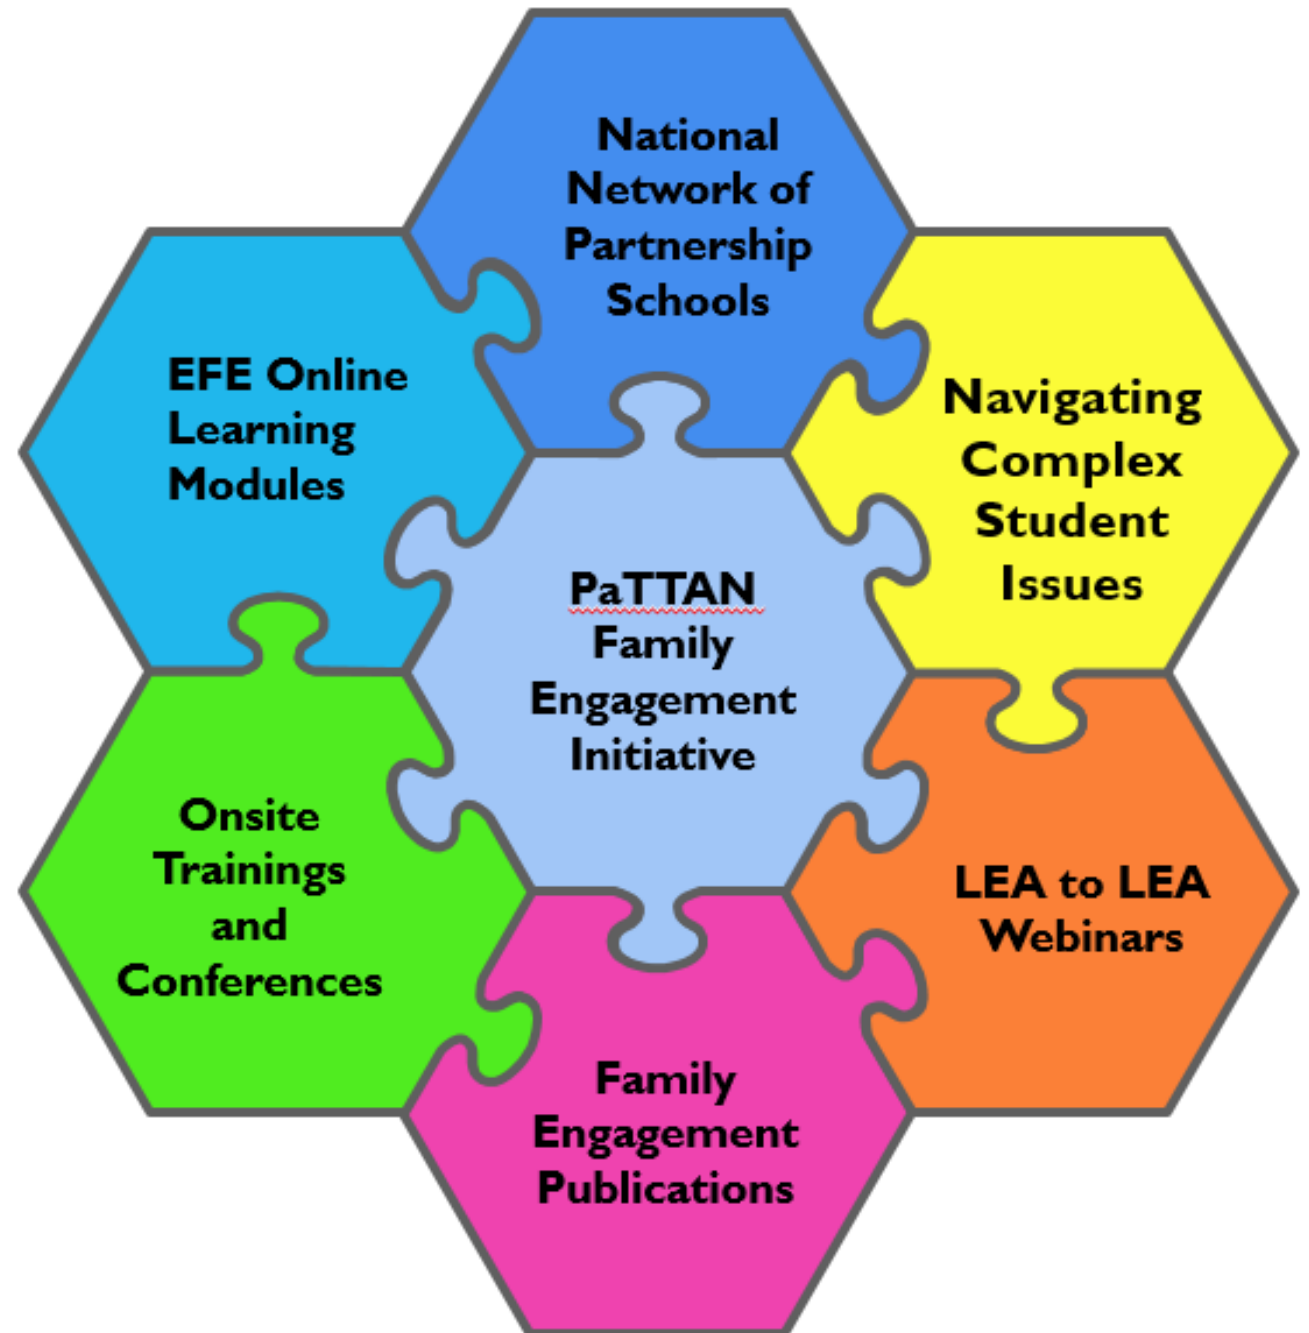 National
Network of
Partnership
Schools
EFE Online
Learning
Modules
Navigating
Complex
Student
Issues
PaTTAN
Family
Engagement
Initiative
Onsite
Trainings
and
Conferences
LEA to LEA
Webinars
Family
Engagement
Publications